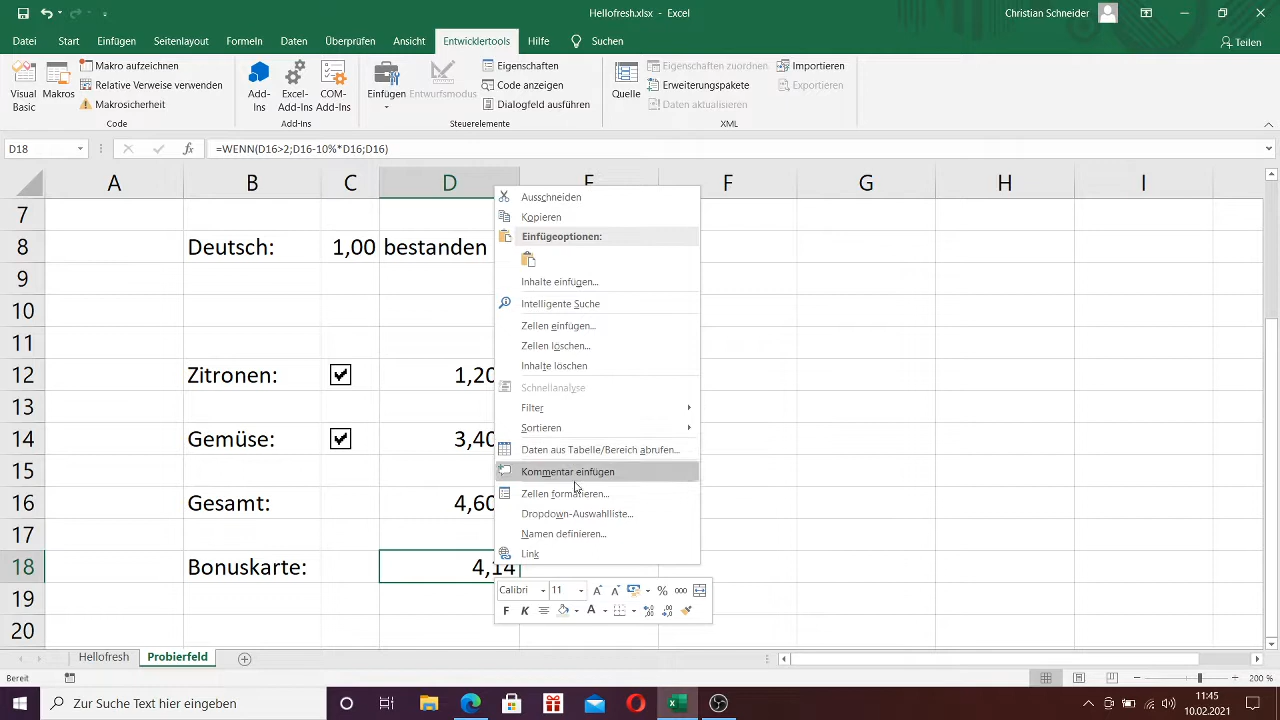 Hellofresh.xlsx - Excel
Christian Schneider
Datei Start Einfügen Seitenlayout Formeln Daten Überprüfen Ansicht Entwicklertools Hilfe Suchen
Teilen
Visual Basic
Makros
Makro aufzeichnen
Relative Verweise verwenden
Makrosicherheit
Code
Add-Ins
Excel-Add-Ins
COM-Add-Ins
Add-Ins
Einfügen
Entwurfsmodus
Eigenschaften
Code anzeigen
Dialogfeld ausführen
Steuerelemente
Quelle
Eigenschaften zuordnen
Erweiterungspakete
Daten aktualisieren
Importieren
Exportieren
XML
D18
fx
=WENN(D16>2;D16-10%*D16;D16)
A B C D E F G H I
7
8 Deutsch: 1,00 bestanden
9
10
11
12 Zitronen: 1,20
13
14 Gemüse: 3,40
15
16 Gesamt: 4,60
17
18 Bonuskarte: 4,14
19
20
Ausschneiden
Kopieren
Einfügeoptionen:
Inhalte einfügen...
Intelligente Suche
Zellen einfügen...
Zellen löschen...
Inhalte löschen
Schnellanalyse
Filter
Sortieren
Daten aus Tabelle/Bereich abrufen...
Kommentar einfügen
Zellen formatieren...
Dropdown-Auswahlliste...
Namen definieren...
Link
Calibri 11 A A % 000
F K A
Hellofresh Probierfeld
Bereit
200 %
Zur Suche Text hier eingeben
11:45
10.02.2021